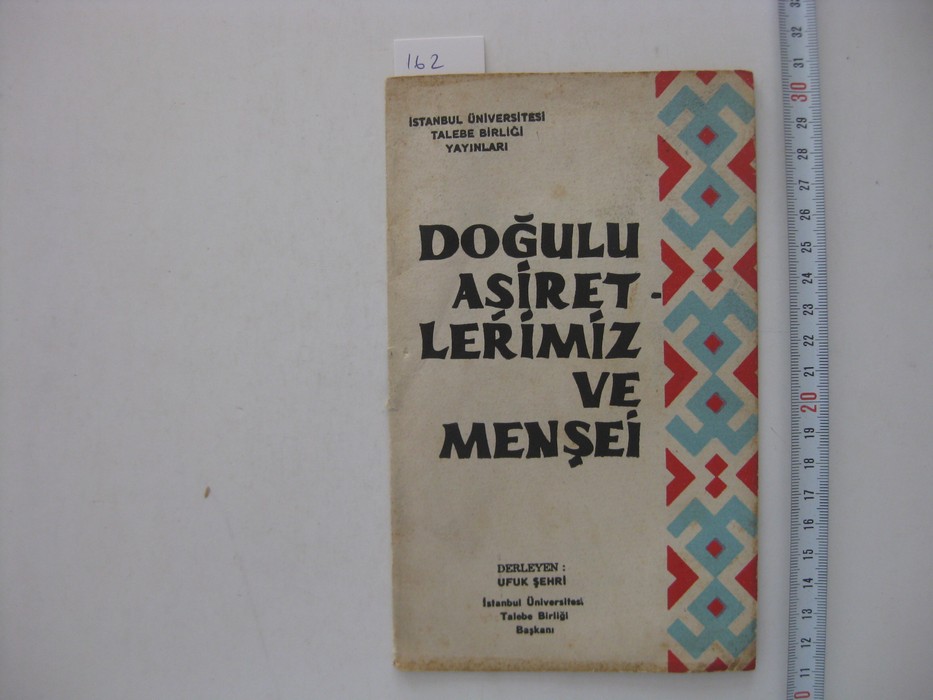 162
İSTANBUL ÜNİVERSİTESİ
TALEBE BİRLİĞİ
YAYINLARI
DOĞULU
AŞİRET-
LERİMİZ
VE
MENŞEİ
DERLEYEN :
UFUK ŞEHRİ
İstanbul Üniversitesi
Talebe Birliği
Başkanı
32
31
30
29
28
27
26
25
24
23
22
21
20
19
18
17
16
15
14
13
12
11
0